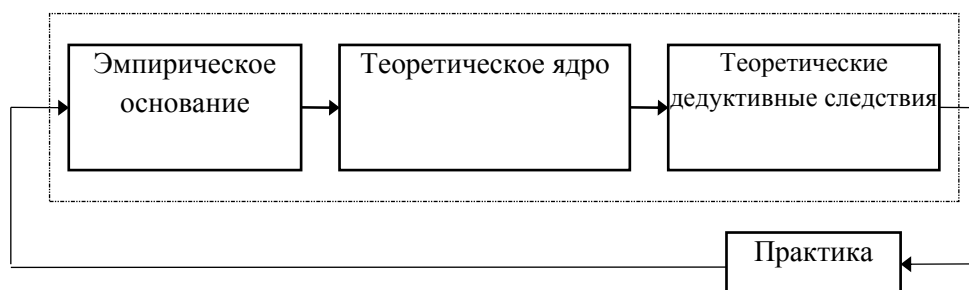 Эмпирическое
основание
Теоретическое ядро
Теоретические
дедуктивные следствия
Практика